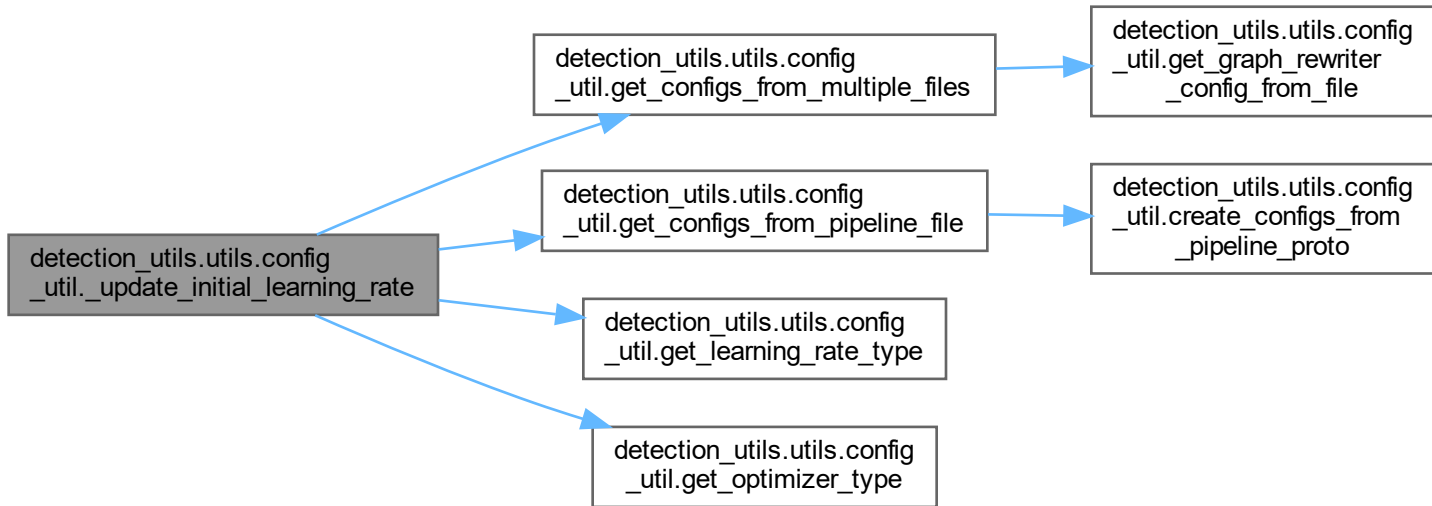 detection_utils.utils.config
_util._update_initial_learning_rate
detection_utils.utils.config
_util.get_configs_from_multiple_files
detection_utils.utils.config
_util.get_graph_rewriter
_config_from_file
detection_utils.utils.config
_util.get_configs_from_pipeline_file
detection_utils.utils.config
_util.create_configs_from
_pipeline_proto
detection_utils.utils.config
_util.get_learning_rate_type
detection_utils.utils.config
_util.get_optimizer_type